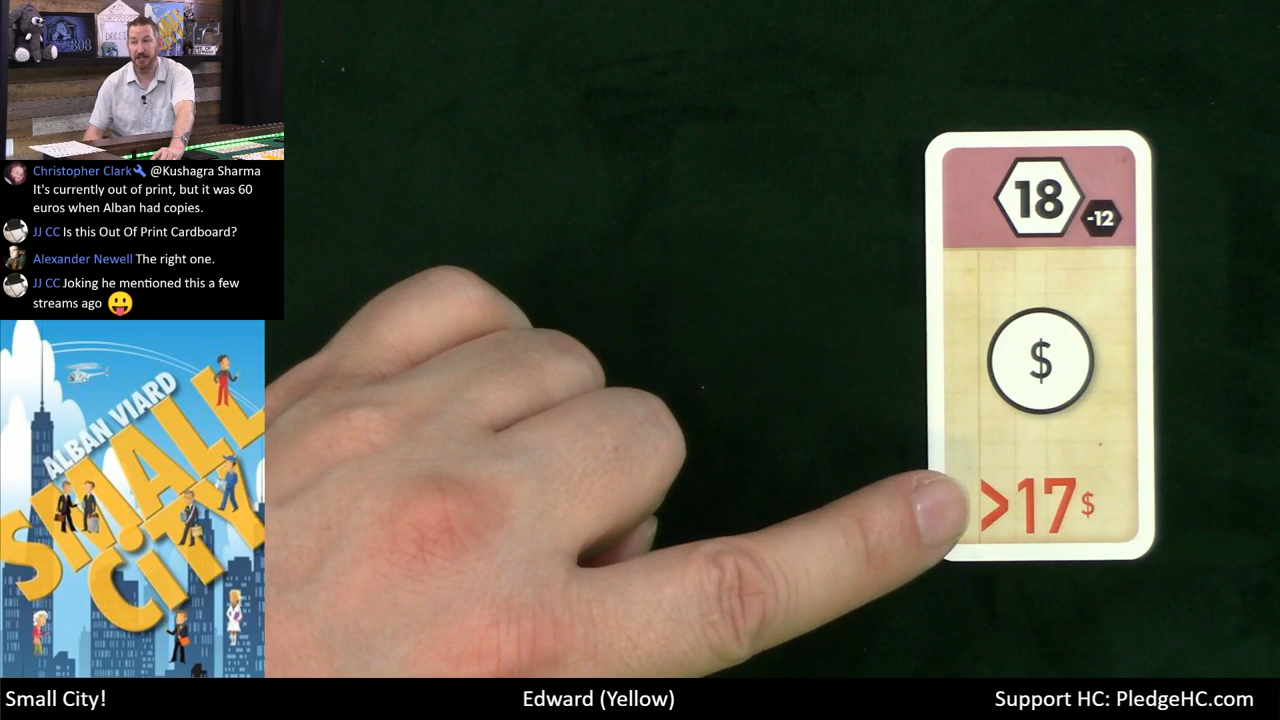 Christopher Clark @Kushagra Sharma
It's currently out of print, but it was 60
euros when Alban had copies.
JJ CC Is this Out Of Print Cardboard?
Alexander Newell The right one.
JJ CC Joking he mentioned this a few
streams ago
ALBAN VIARD
SMALL
CITY
18
-12
$
>17$
Small City!
Edward (Yellow)
Support HC: PledgeHC.com